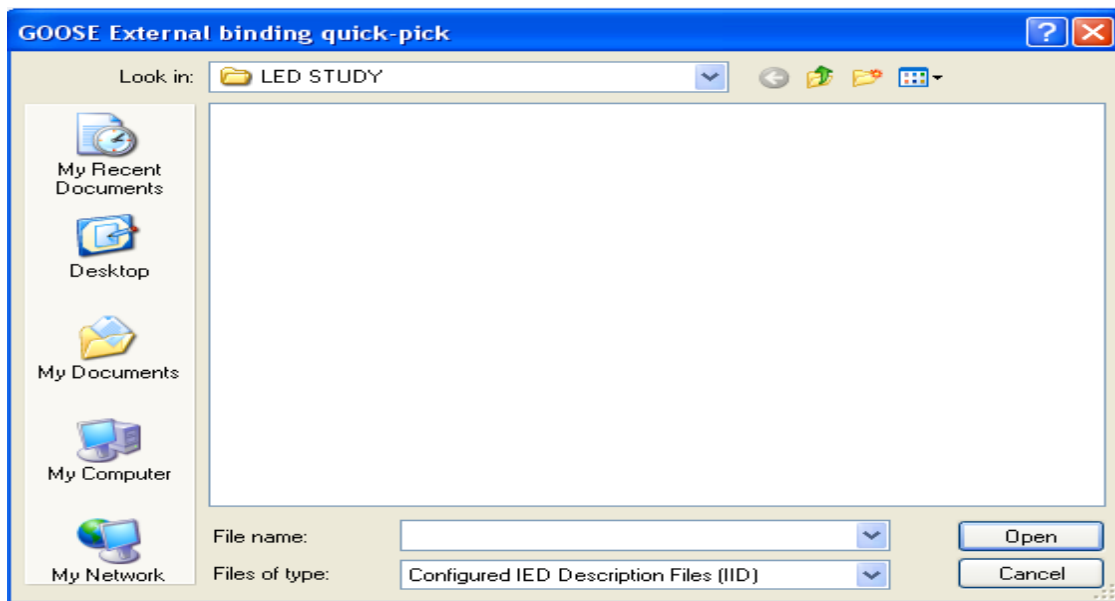 GOOSE External binding quick-pick
Look in:
LED STUDY
My Recent
Documents
Desktop
My Documents
My Computer
My Network
File name:
Open
Files of type:
Configured IED Description Files (IID)
Cancel